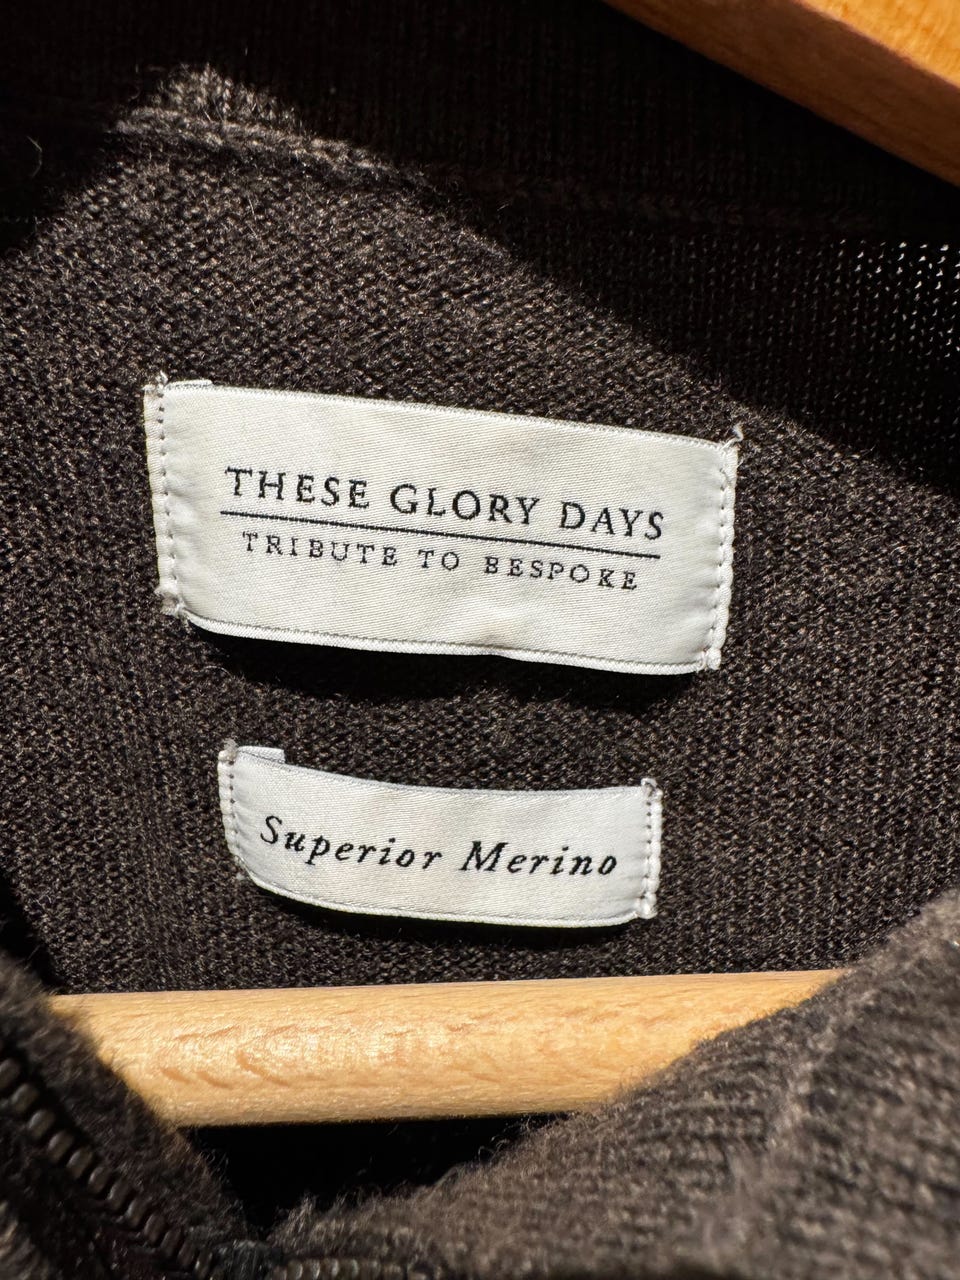 THESE GLORY DAYS
TRIBUTE TO BESPOKE
Superior Merino